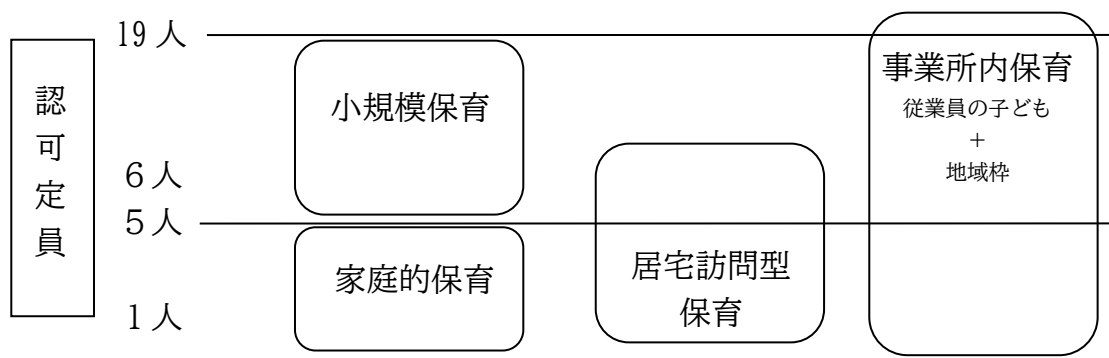 認可定員
19人
6人
5人
1人
小規模保育
家庭的保育
居宅訪問型
保育
事業所内保育
従業員の子ども
+
地域枠